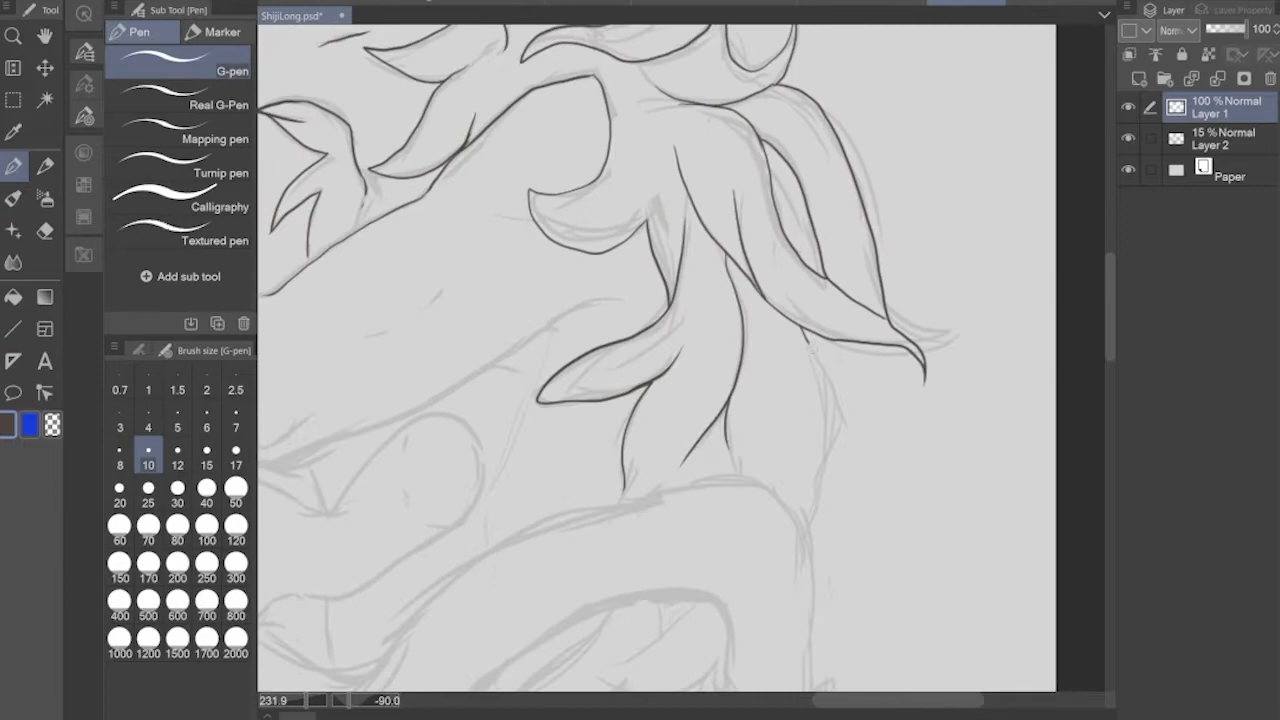 Tool
Sub Tool [Pen]
ShijiLong.psd*
Layer
Layer Property
Pen
Marker
Norm
100
G-pen
Real G-Pen
Mapping pen
Turnip pen
Calligraphy
Textured pen
Add sub tool
100 % Normal
Layer 1
15 % Normal
Layer 2
Paper
Brush size [G-pen]
0.7 1 1.5 2 2.5
3 4 5 6 7
8 10 12 15 17
20 25 30 40 50
60 70 80 100 120
150 170 200 250 300
400 500 600 700 800
1000 1200 1500 1700 2000
231.9
-90.0